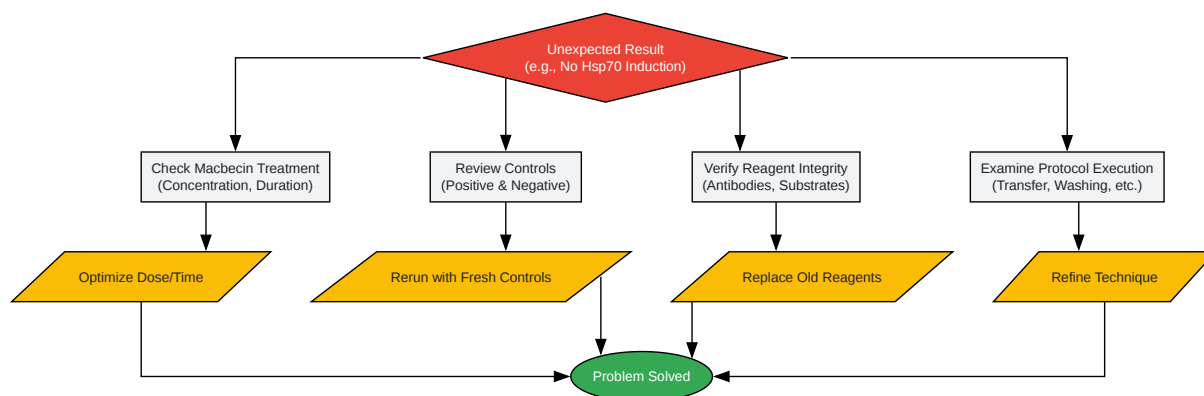 Unexpected Result
(e.g., No Hsp70 Induction)
Check Macbecin Treatment
(Concentration, Duration)
Review Controls
(Positive & Negative)
Verify Reagent Integrity
(Antibodies, Substrates)
Examine Protocol Execution
(Transfer, Washing, etc.)
Optimize Dose/Time
Rerun with Fresh Controls
Replace Old Reagents
Refine Technique
Problem Solved